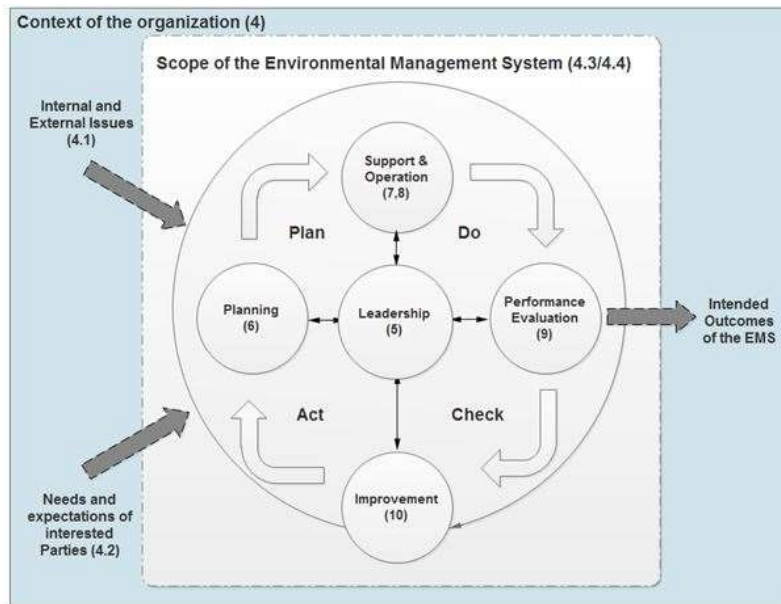 Context of the organization (4)
Scope of the Environmental Management System (4.3/4.4)
Internal and
External Issues
(4.1)
Support &
Operation
(7,8)
Plan
Do
Planning
(6)
Leadership
(5)
Performance
Evaluation
(9)
Intended
Outcomes
of the EMS
Act
Check
Needs and
expectations of
interested
Parties (4.2)
Improvement
(10)